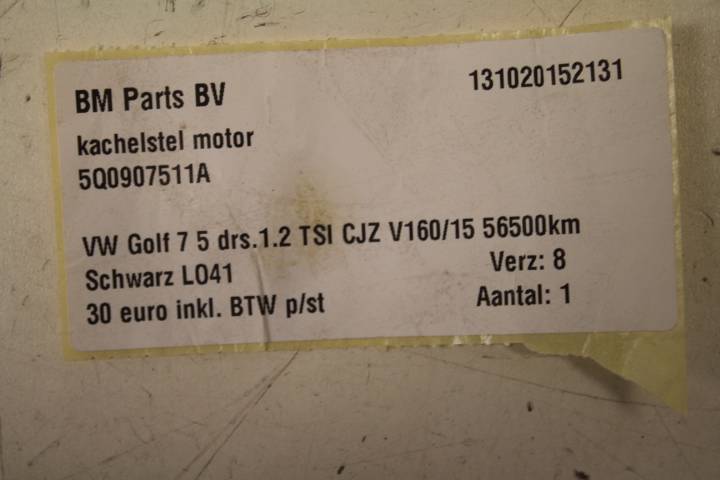 BM Parts BV 131020152131
kachelstel motor
5Q0907511A
VW Golf 7 5 drs.1.2 TSI CJZ V160/15 56500km
Schwarz LO41 Verz: 8
30 euro inkl. BTW p/st Aantal: 1